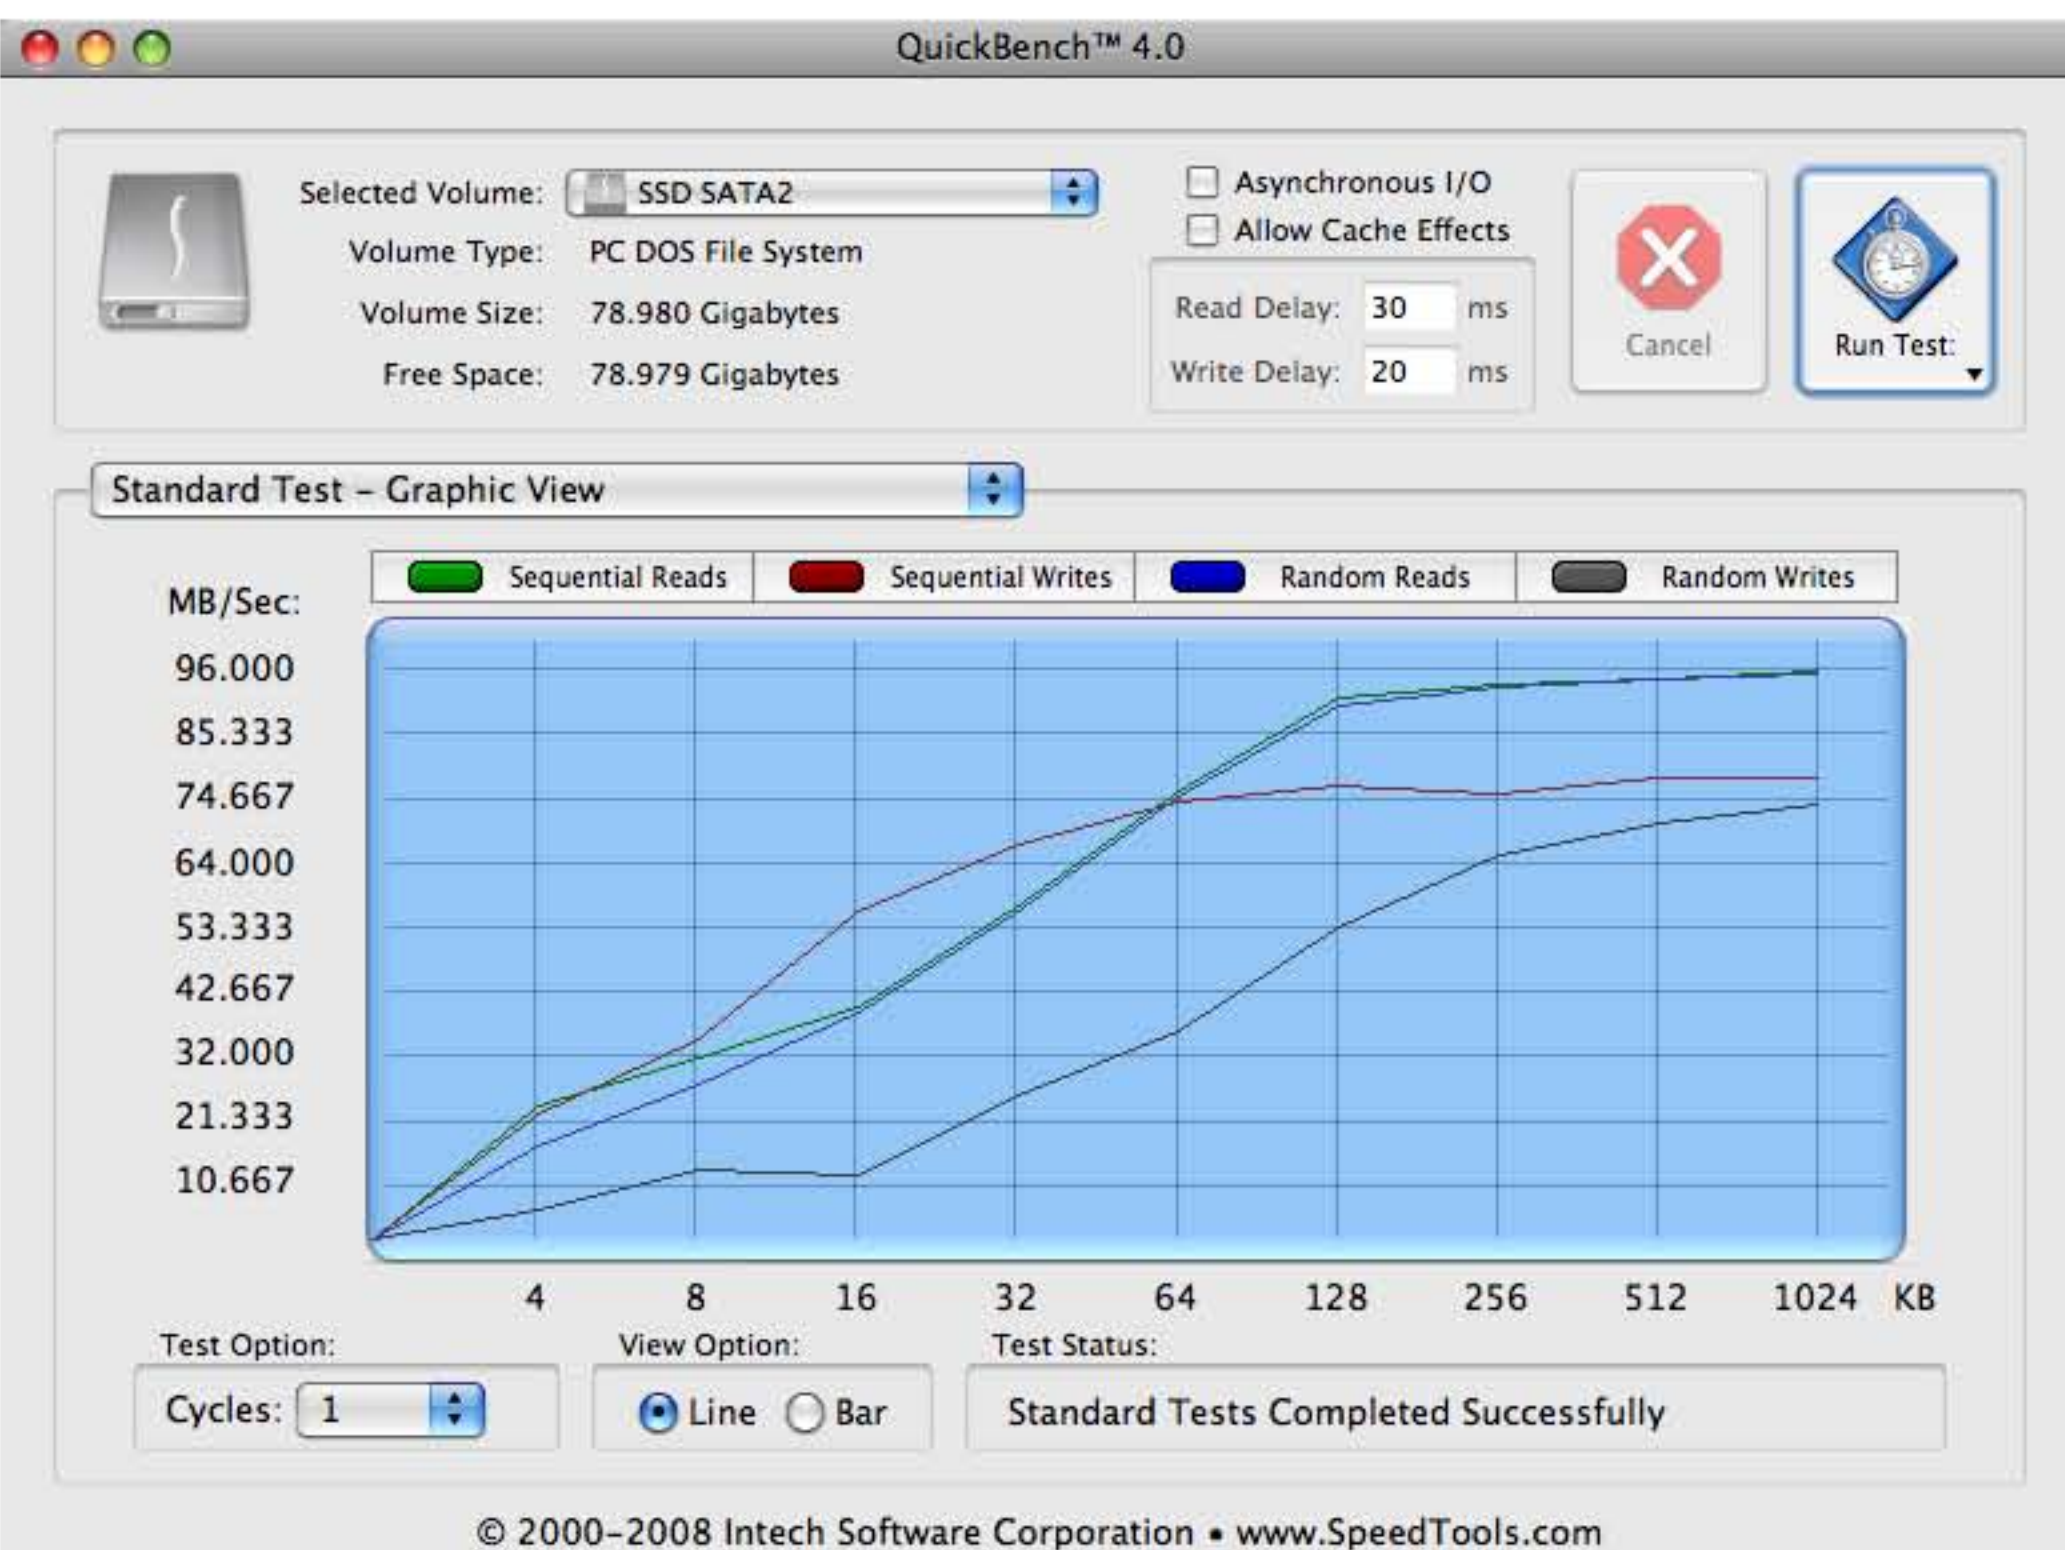 QuickBench™ 4.0
Selected Volume: SSD SATA2
Volume Type: PC DOS File System
Volume Size: 78.980 Gigabytes
Free Space: 78.979 Gigabytes
Asynchronous I/O
Allow Cache Effects
Read Delay: 30 ms
Write Delay: 20 ms
Cancel
Run Test:
Standard Test – Graphic View
Sequential Reads Sequential Writes Random Reads Random Writes
MB/Sec:
96.000
85.333
74.667
64.000
53.333
42.667
32.000
21.333
10.667
4 8 16 32 64 128 256 512 1024 KB
Test Option: View Option: Test Status:
Cycles: 1 Line Bar Standard Tests Completed Successfully
© 2000–2008 Intech Software Corporation • www.SpeedTools.com